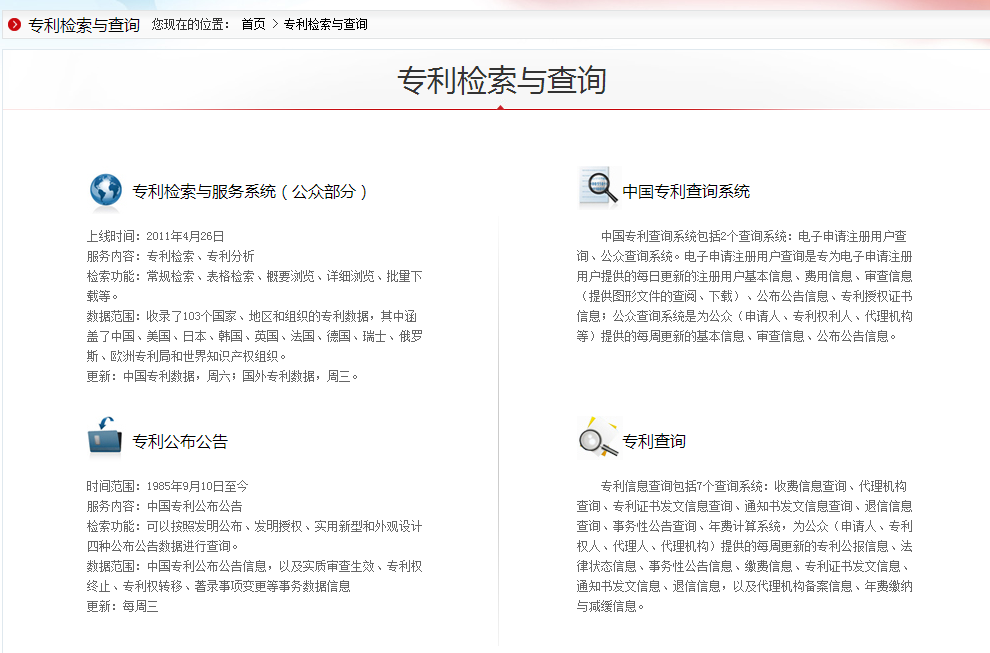 专利检索与查询 您现在的位置： 首页 > 专利检索与查询
专利检索与查询
专利检索与服务系统（公众部分）
上线时间：2011年4月26日
服务内容：专利检索、专利分析
检索功能：常规检索、表格检索、概要浏览、详细浏览、批量下
载等。
数据范围：收录了103个国家、地区和组织的专利数据，其中涵
盖了中国、美国、日本、韩国、英国、法国、德国、瑞士、俄罗
斯、欧洲专利局和世界知识产权组织。
更新：中国专利数据，周六；国外专利数据，周三。
中国专利查询系统
中国专利查询系统包括2个查询系统：电子申请注册用户查
询、公众查询系统。电子申请注册用户查询是专为电子申请注册
用户提供的每日更新的注册用户基本信息、费用信息、审查信息
（提供图形文件的查阅、下载）、公布公告信息、专利授权证书
信息；公众查询系统是为公众（申请人、专利权利人、代理机构
等）提供的每周更新的基本信息、审查信息、公布公告信息。
专利公布公告
时间范围：1985年9月10日至今
服务内容：中国专利公布公告
检索功能：可以按照发明公布、发明授权、实用新型和外观设计
四种公布公告数据进行查询。
数据范围：中国专利公布公告信息，以及实质审查生效、专利权
终止、专利权转移、著录事项变更等事务数据信息
更新：每周三
专利查询
专利信息查询包括7个查询系统：收费信息查询、代理机构
查询、专利证书发文信息查询、通知书发文信息查询、退信信息
查询、事务性公告查询、年费计算系统，为公众（申请人、专利
权人、代理人、代理机构）提供的每周更新的专利公报信息、法
律状态信息、事务性公告信息、缴费信息、专利证书发文信息、
通知书发文信息、退信信息，以及代理机构备案信息、年费缴纳
与减缓信息。